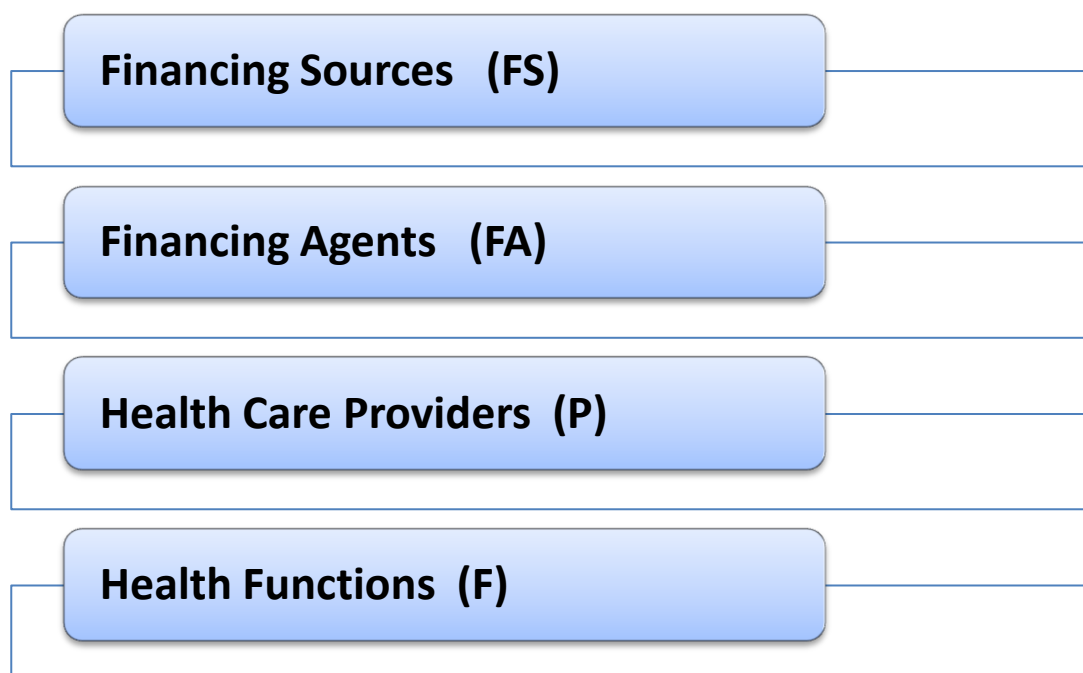 Financing Sources (FS)
Financing Agents (FA)
Health Care Providers (P)
Health Functions (F)